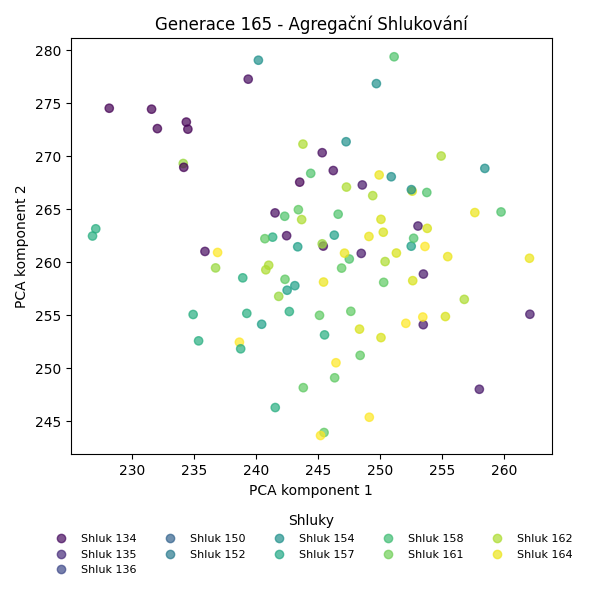 Generace 165 - Agregační Shlukování
280
275
270
265
260
255
250
245
PCA komponent 2
230 235 240 245 250 255 260
PCA komponent 1
Shluky
Shluk 134 Shluk 150 Shluk 154 Shluk 158 Shluk 162
Shluk 135 Shluk 152 Shluk 157 Shluk 161 Shluk 164
Shluk 136